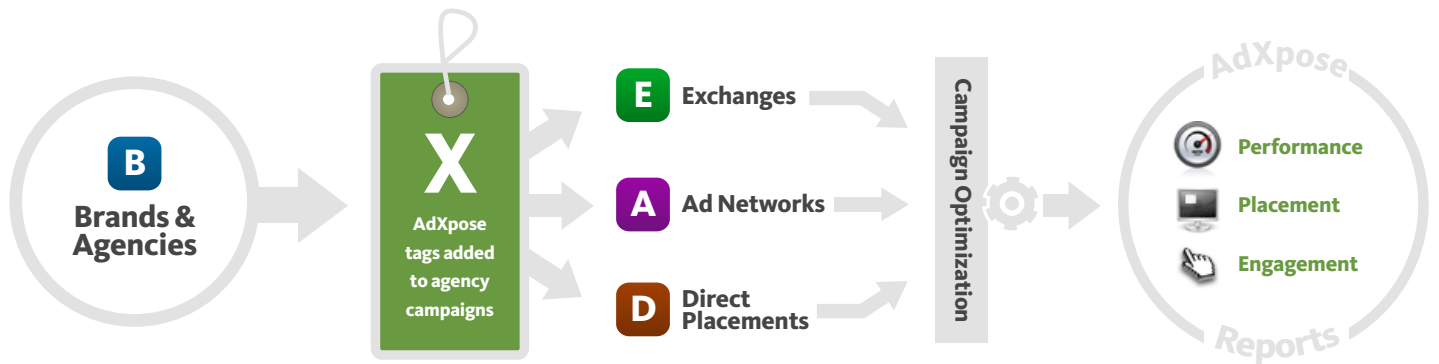 B
Brands &
Agencies
X
AdXpose
tags added
to agency
campaigns
E
Exchanges
A
Ad Networks
D
Direct
Placements
Campaign Optimization
AdXpose
Performance
Placement
Engagement
Reports